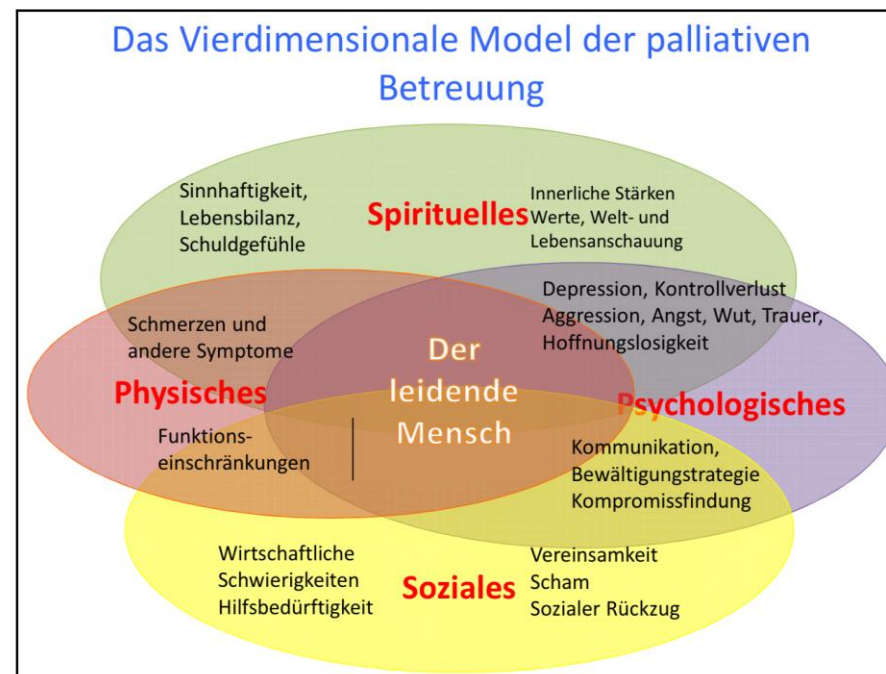 Das Vierdimensionale Model der palliativen
Betreuung
Sinnhaftigkeit,
Lebensbilanz,
Schuldgefühle
Spirituelles
Innerliche Stärken
Werte, Welt- und
Lebensanschauung
Schmerzen und
andere Symptome
Physisches
Funktions-
einschränkungen
Der
leidende
Mensch
Depression, Kontrollverlust
Aggression, Angst, Wut, Trauer,
Hoffnungslosigkeit
Psychologisches
Kommunikation,
Bewältigungstrategie
Kompromissfindung
Wirtschaftliche
Schwierigkeiten
Hilfsbedürftigkeit
Soziales
Vereinsamkeit
Scham
Sozialer Rückzug